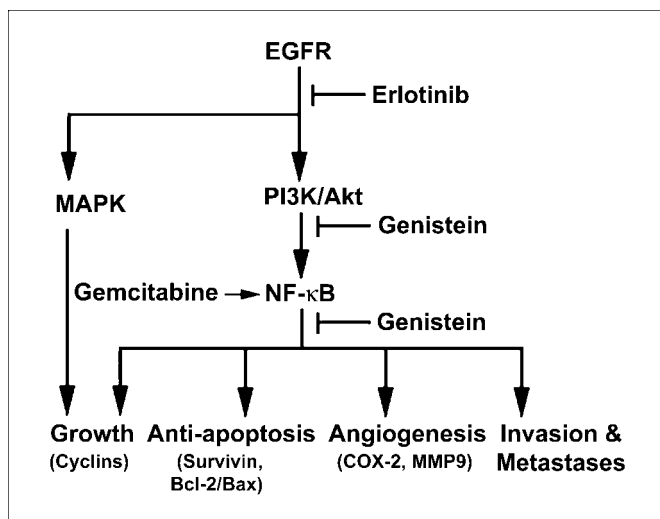 EGFR
Erlotinib
MAPK
PI3K/Akt
Genistein
Gemcitabine
NF-κB
Genistein
Growth
(Cyclins)
Anti-apoptosis
(Survivin,
Bcl-2/Bax)
Angiogenesis
(COX-2, MMP9)
Invasion &
Metastases